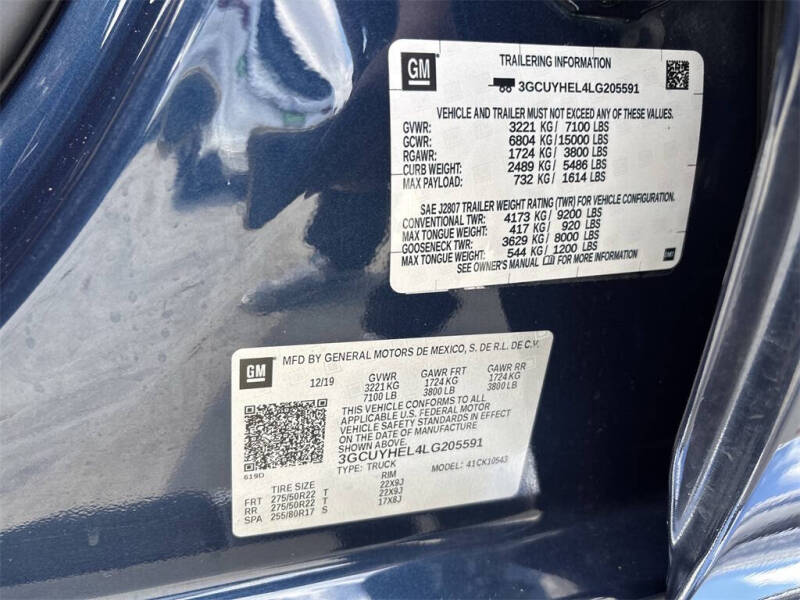 GM
TRAILERING INFORMATION
3GCUYHEL4LG205591
VEHICLE AND TRAILER MUST NOT EXCEED ANY OF THESE VALUES.
GVWR: 3221 KG/ 7100 LBS
GCWR: 6804 KG/15000 LBS
RGAWR: 1724 KG/ 3800 LBS
CURB WEIGHT: 2489 KG/ 5486 LBS
MAX PAYLOAD: 732 KG/ 1614 LBS
SAE J2807 TRAILER WEIGHT RATING (TWR) FOR VEHICLE CONFIGURATION.
CONVENTIONAL TWR: 4173 KG/ 9200 LBS
MAX TONGUE WEIGHT: 417 KG/ 920 LBS
GOOSENECK TWR: 3629 KG/ 8000 LBS
MAX TONGUE WEIGHT: 544 KG/ 1200 LBS
SEE OWNER'S MANUAL FOR MORE INFORMATION
GM
GM
MFD BY GENERAL MOTORS DE MEXICO, S. DE R.L. DE C.V.
12/19 GVWR GAWR FRT GAWR RR
3221 KG 1724 KG 1724 KG
7100 LB 3800 LB 3800 LB
THIS VEHICLE CONFORMS TO ALL
APPLICABLE U.S. FEDERAL MOTOR
VEHICLE SAFETY STANDARDS IN EFFECT
ON THE DATE OF MANUFACTURE
SHOWN ABOVE.
3GCUYHEL4LG205591
TYPE: TRUCK MODEL: 41CK10543
619D
TIRE SIZE RIM
FRT 275/50R22 T 22X9J
RR 275/50R22 T 22X9J
SPA 255/80R17 S 17X8J